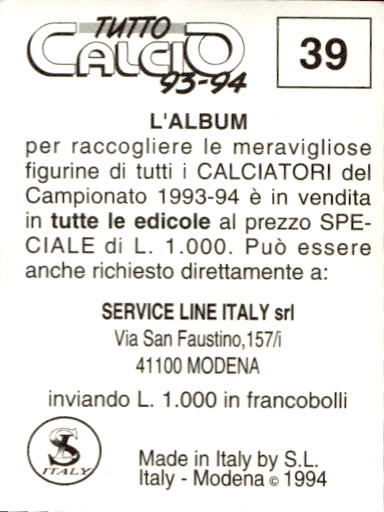 TUTTO
CALCIO
93-94
39
L'ALBUM
per raccogliere le meravigliose
figurine di tutti i CALCIATORI del
Campionato 1993-94 è in vendita
in tutte le edicole al prezzo SPE-
CIALE di L. 1.000. Può essere
anche richiesto direttamente a:
SERVICE LINE ITALY srl
Via San Faustino,157/i
41100 MODENA
inviando L. 1.000 in francobolli
SL
ITALY
Made in Italy by S.L.
Italy - Modena © 1994